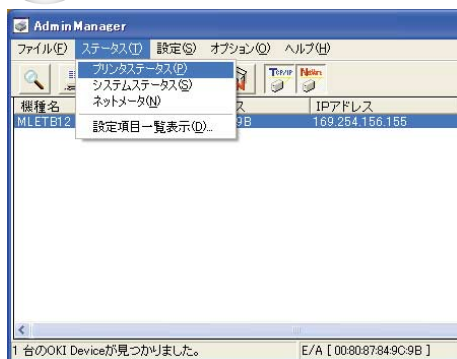 AdminManager
ファイル(F) ステータス(T) 設定(S) オプション(O) ヘルプ(H)
プリンタステータス(P)
システムステータス(S)
ネットメータ(N)
設定項目一覧表示(D)...
TCP/IP
機種名 ス IPアドレス
MLETB12 9B 169.254.156.155
1 台のOKI Deviceが見つかりました。 E/A [ 00:80:87:84:9C:9B ]